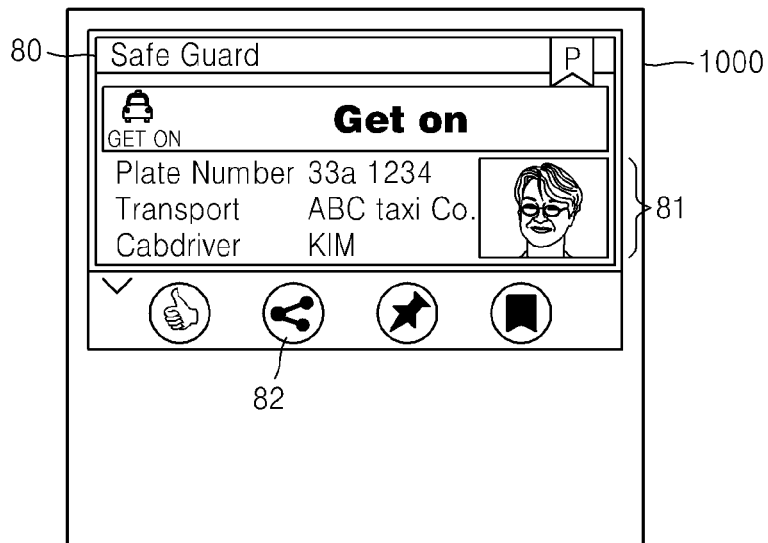 80
Safe Guard
P
1000
GET ON
Get on
Plate Number 33a 1234
Transport ABC taxi Co.
Cabdriver KIM
81
82